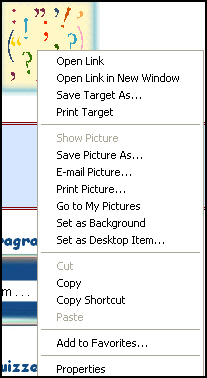 Open Link
Open Link in New Window
Save Target As...
Print Target
Show Picture
Save Picture As...
E-mail Picture...
Print Picture...
Go to My Pictures
Set as Background
Set as Desktop Item...
ragra
Cut
m ...
Copy
Copy Shortcut
Paste
Add to Favorites...
uizze
Properties